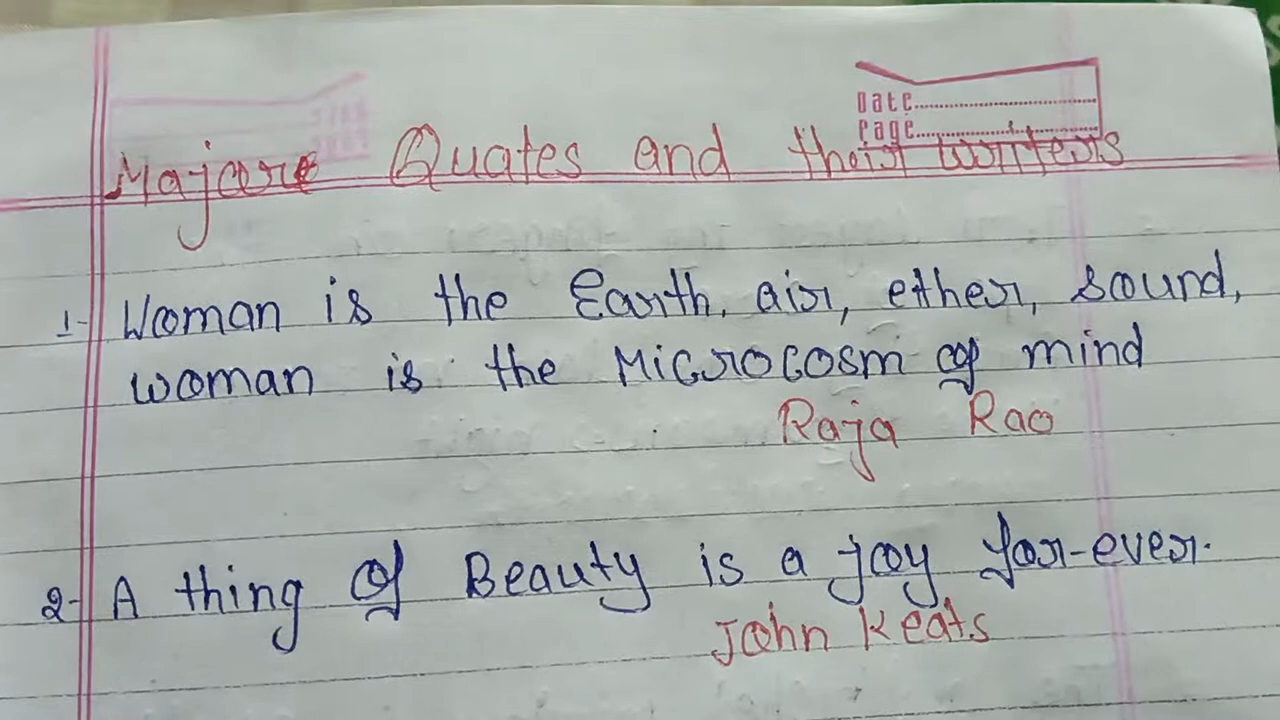 Date
Page
Majore Quates and their writers
1- Woman is the Earth, air, ether, sound,
woman is the Microcosm of mind
Raja Rao
2- A thing of Beauty is a joy for-ever.
John Keats